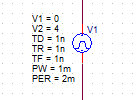 V1 = 0
V2 = 4
TD = 1n
TR = 1n
TF = 1n
PW = 1m
PER = 2m
V1